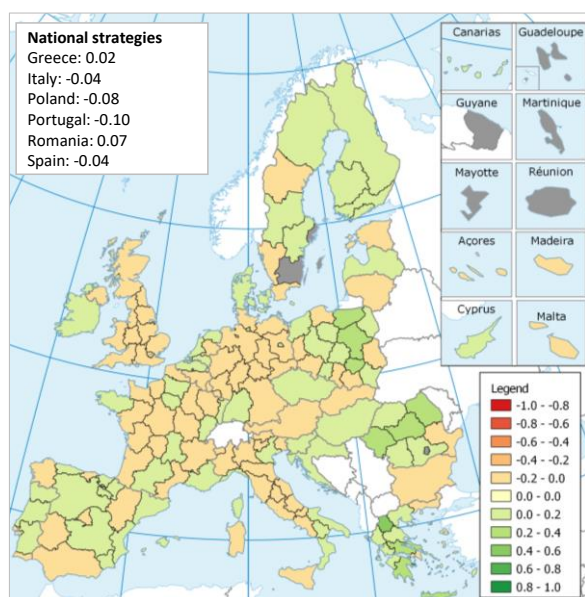 National strategies
Greece: 0.02
Italy: -0.04
Poland: -0.08
Portugal: -0.10
Romania: 0.07
Spain: -0.04
Canarias
Guadeloupe
Guyane
Martinique
Mayotte
Réunion
Açores
Madeira
Cyprus
Malta
Legend
-1.0 - -0.8
-0.8 - -0.6
-0.6 - -0.4
-0.4 - -0.2
-0.2 - 0.0
0.0 - 0.0
0.0 - 0.2
0.2 - 0.4
0.4 - 0.6
0.6 - 0.8
0.8 - 1.0